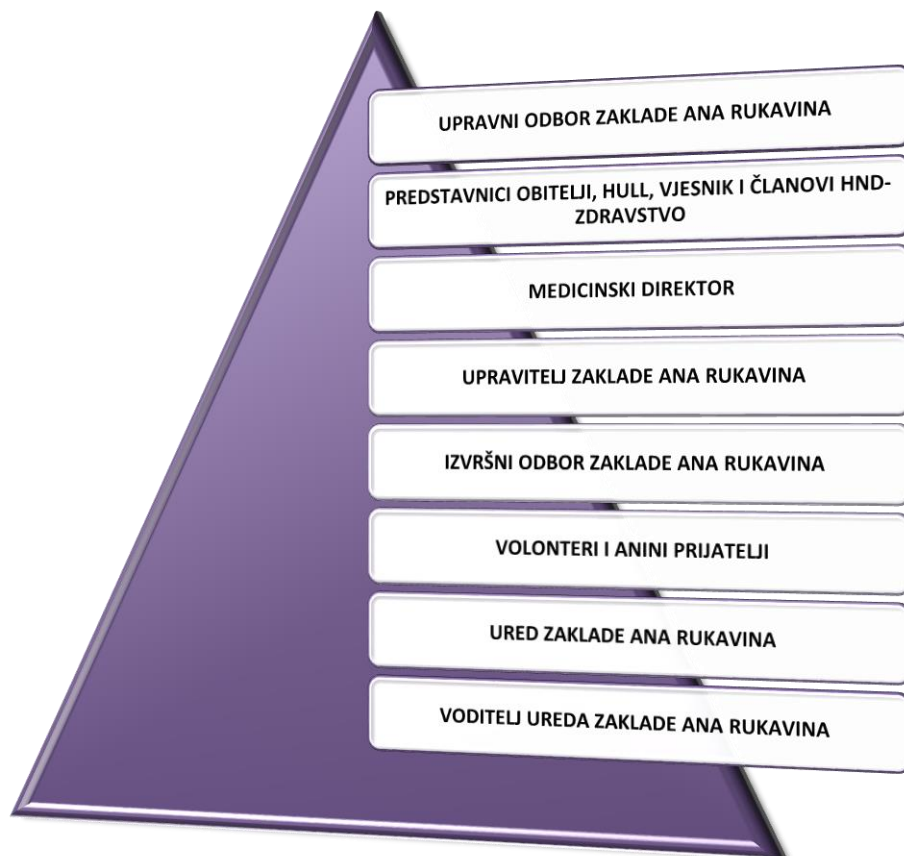 UPRAVNI ODBOR ZAKLADE ANA RUKAVINA
PREDSTAVNICI OBITELJI, HULL, VJESNIK I ČLANOVI HND-
ZDRAVSTVO
MEDICINSKI DIREKTOR
UPRAVITELJ ZAKLADE ANA RUKAVINA
IZVRŠNI ODBOR ZAKLADE ANA RUKAVINA
VOLONTERI I ANINI PRIJATELJI
URED ZAKLADE ANA RUKAVINA
VODITELJ UREDA ZAKLADE ANA RUKAVINA